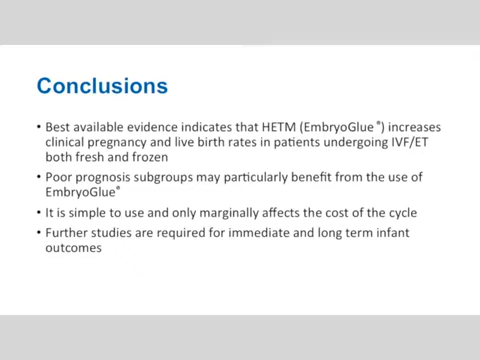 Conclusions
• Best available evidence indicates that HETM (EmbryoGlue®) increases
clinical pregnancy and live birth rates in patients undergoing IVF/ET
both fresh and frozen
• Poor prognosis subgroups may particularly benefit from the use of
EmbryoGlue®
• It is simple to use and only marginally affects the cost of the cycle
• Further studies are required for immediate and long term infant
outcomes